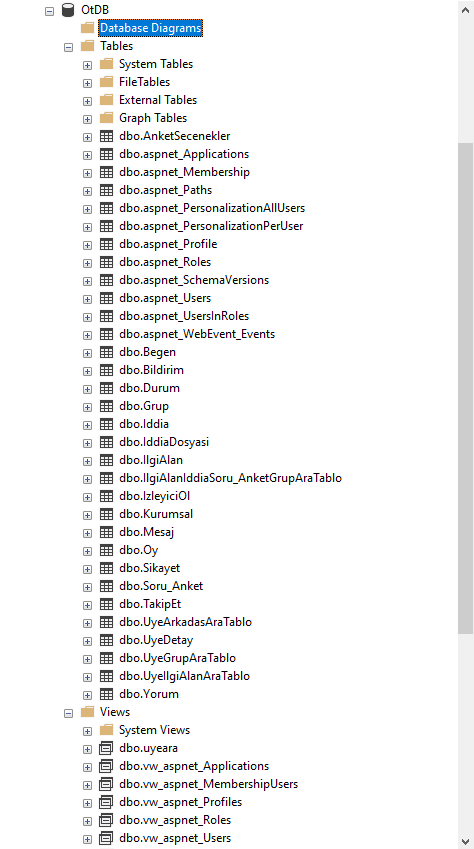 OtDB
Database Diagrams
Tables
System Tables
FileTables
External Tables
Graph Tables
dbo.AnketSecenekler
dbo.aspnet_Applications
dbo.aspnet_Membership
dbo.aspnet_Paths
dbo.aspnet_PersonalizationAllUsers
dbo.aspnet_PersonalizationPerUser
dbo.aspnet_Profile
dbo.aspnet_Roles
dbo.aspnet_SchemaVersions
dbo.aspnet_Users
dbo.aspnet_UsersInRoles
dbo.aspnet_WebEvent_Events
dbo.Begen
dbo.Bildirim
dbo.Durum
dbo.Grup
dbo.Iddia
dbo.IddiaDosyasi
dbo.IlgiAlan
dbo.IlgiAlanIddiaSoru_AnketGrupAraTablo
dbo.IzleyiciOl
dbo.Kurumsal
dbo.Mesaj
dbo.Oy
dbo.Sikayet
dbo.Soru_Anket
dbo.TakipEt
dbo.UyeArkadasAraTablo
dbo.UyeDetay
dbo.UyeGrupAraTablo
dbo.UyeIlgiAlanAraTablo
dbo.Yorum
Views
System Views
dbo.uyeara
dbo.vw_aspnet_Applications
dbo.vw_aspnet_MembershipUsers
dbo.vw_aspnet_Profiles
dbo.vw_aspnet_Roles
dbo.vw_aspnet_Users